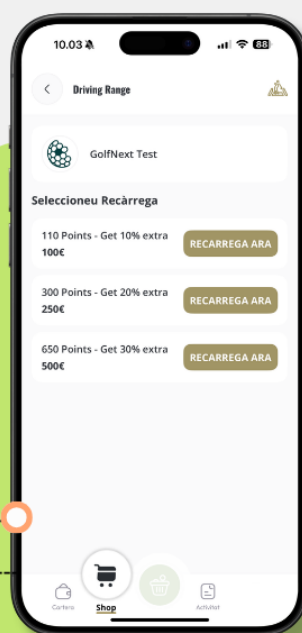 10.03
88
Driving Range
GolfNext Test
Seleccioneu Recàrrega
110 Points - Get 10% extra
100€
RECARREGA ARA
300 Points - Get 20% extra
250€
RECARREGA ARA
650 Points - Get 30% extra
500€
RECARREGA ARA
Cartera
Shop
Activitat